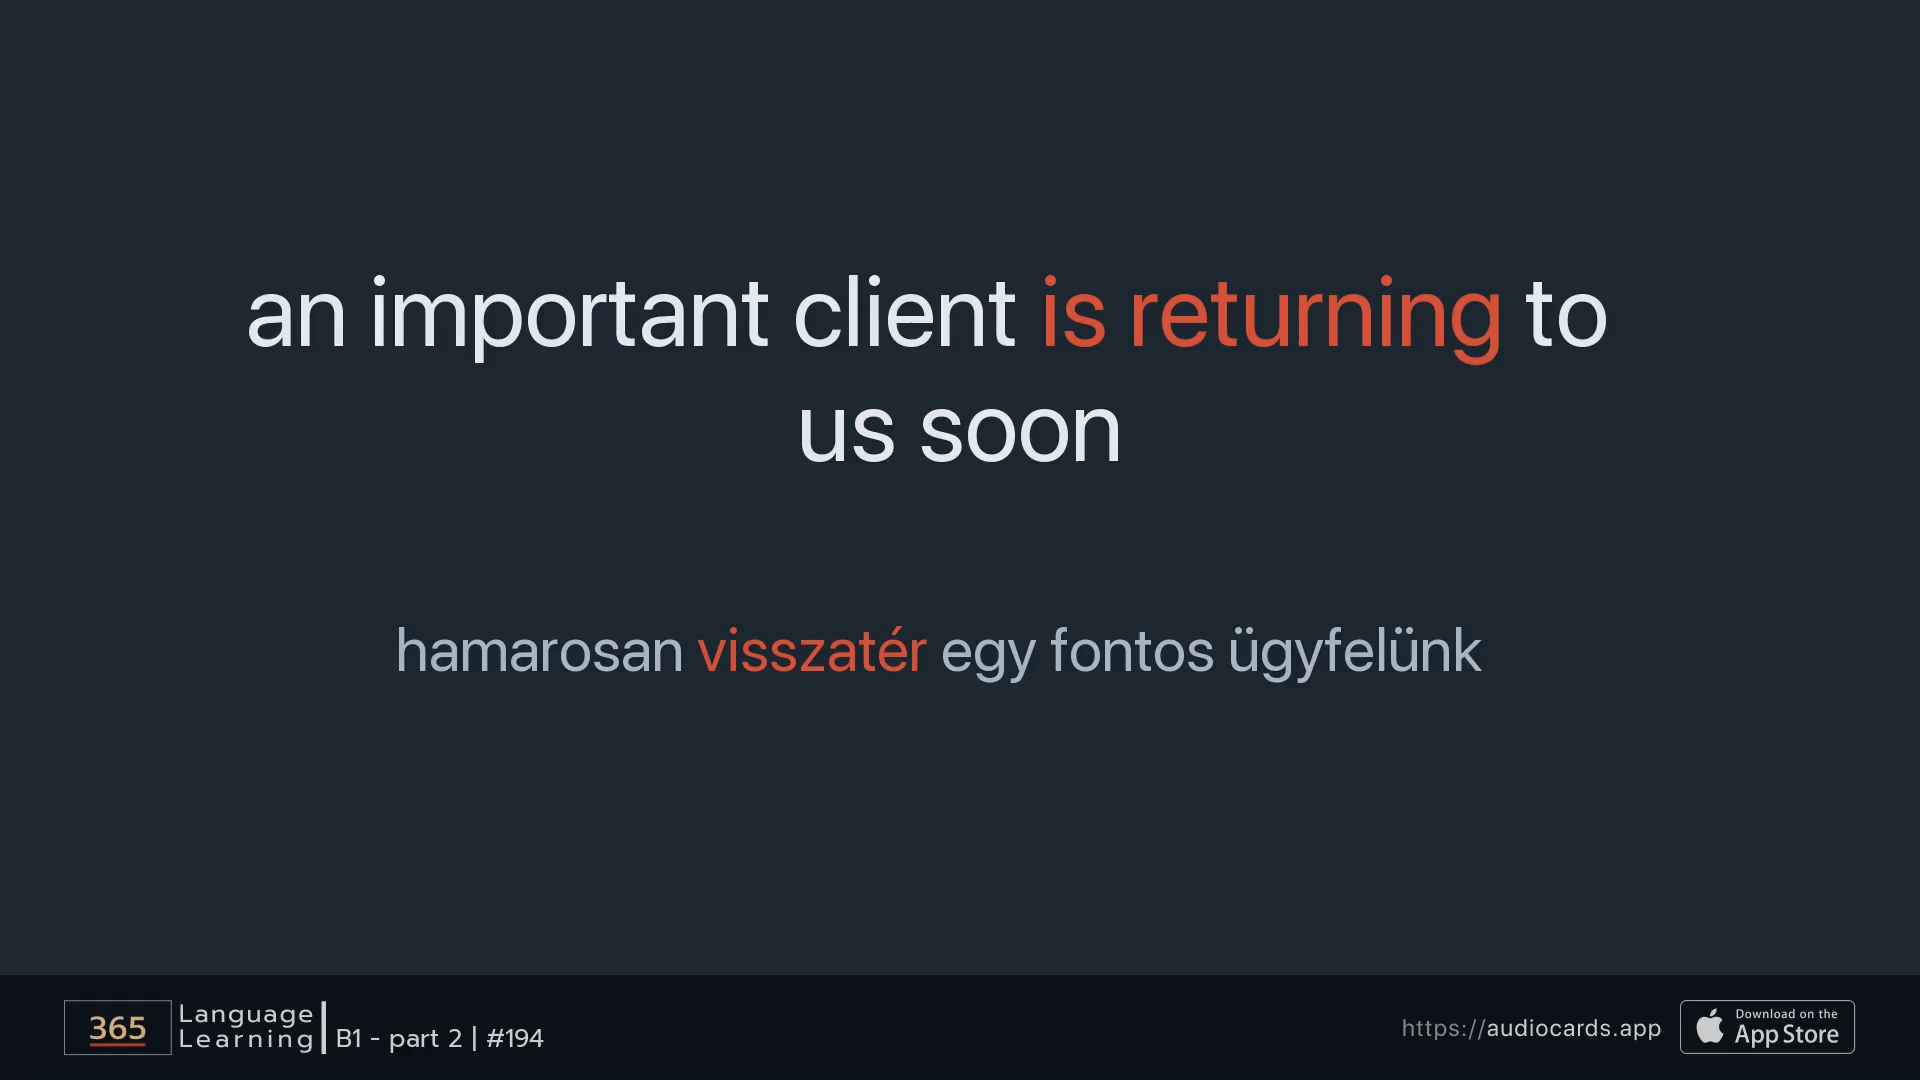 an important client is returning to
us soon
hamarosan visszatér egy fontos ügyfelünk
365
Language
Learning
B1 - part 2 | #194
https://audiocards.app
Download on the
App Store